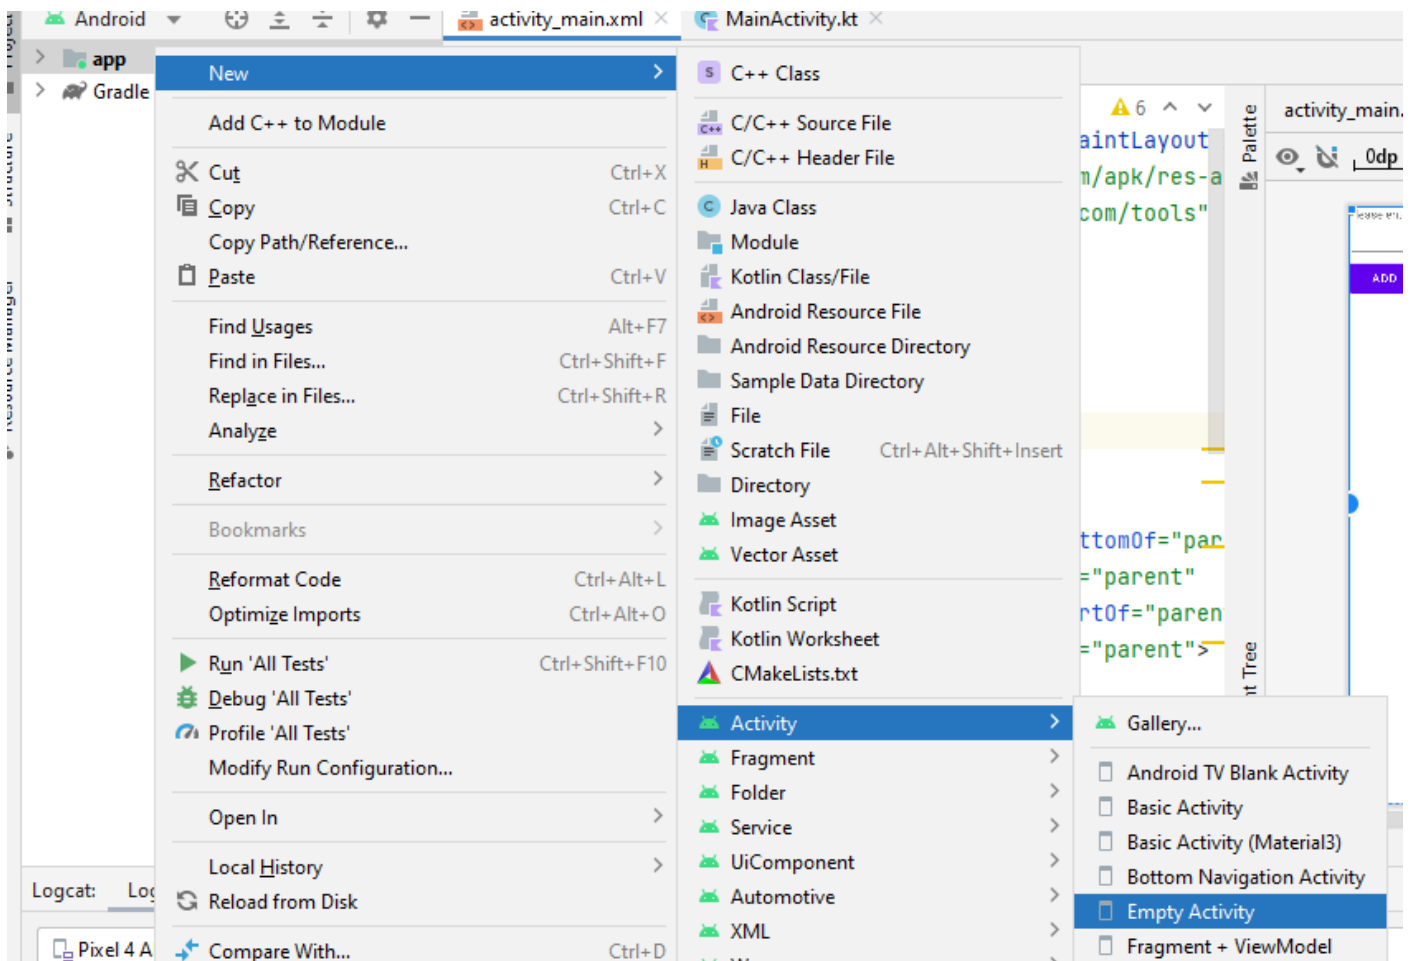 Android
activity_main.xml
MainActivity.kt
app
Gradle
New
Add C++ to Module
Cut Ctrl+X
Copy Ctrl+C
Copy Path/Reference...
Paste Ctrl+V
Find Usages Alt+F7
Find in Files... Ctrl+Shift+F
Replace in Files... Ctrl+Shift+R
Analyze
Refactor
Bookmarks
Reformat Code Ctrl+Alt+L
Optimize Imports Ctrl+Alt+O
Run 'All Tests' Ctrl+Shift+F10
Debug 'All Tests'
Profile 'All Tests'
Modify Run Configuration...
Open In
Local History
Reload from Disk
Compare With... Ctrl+D
S C++ Class
C++ C/C++ Source File
H C/C++ Header File
C Java Class
Module
Kotlin Class/File
Android Resource File
Android Resource Directory
Sample Data Directory
File
Scratch File Ctrl+Alt+Shift+Insert
Directory
Image Asset
Vector Asset
Kotlin Script
Kotlin Worksheet
CMakeLists.txt
Activity
Fragment
Folder
Service
UiComponent
Automotive
XML
Gallery...
Android TV Blank Activity
Basic Activity
Basic Activity (Material3)
Bottom Navigation Activity
Empty Activity
Fragment + ViewModel
6
aintLayout
m/apk/res-a
com/tools"
ttomOf="par
="parent"
rtOf="paren
="parent">
Palette
nt Tree
activity_main.
0dp
ADD
Resource Manager
Logcat: Log
Pixel 4 A